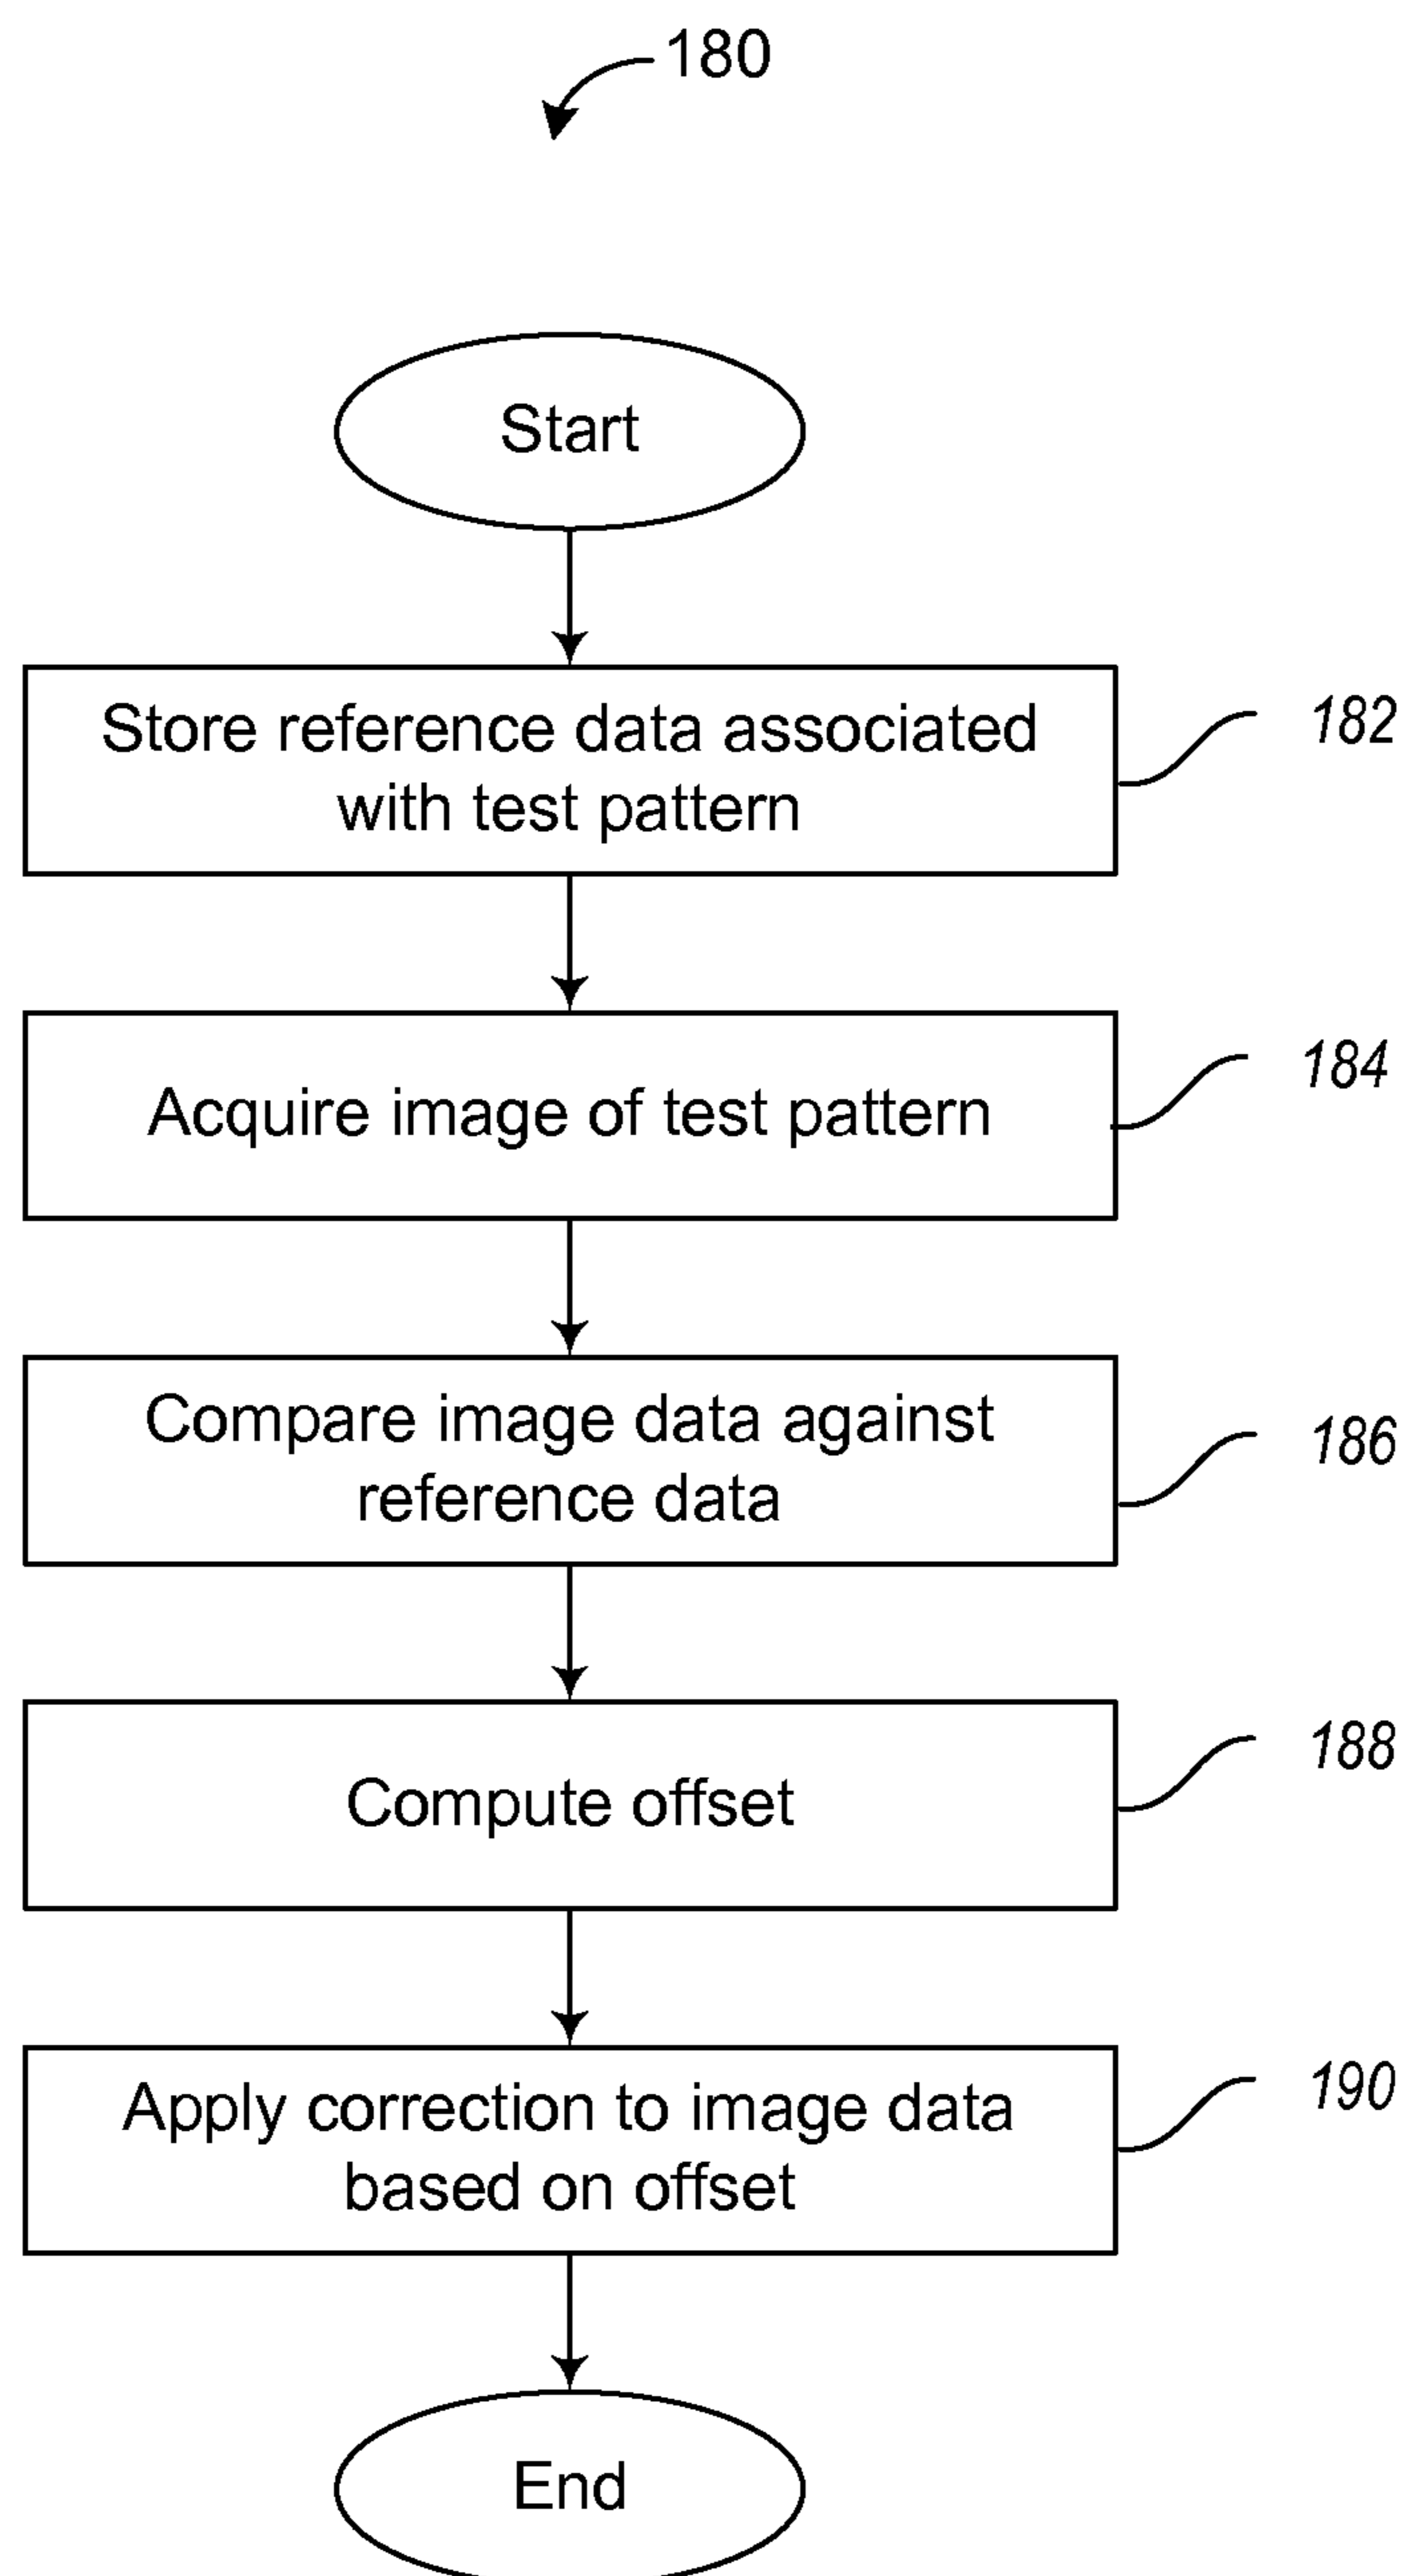 180
Start
Store reference data associated
with test pattern
182
Acquire image of test pattern
184
Compare image data against
reference data
186
Compute offset
188
Apply correction to image data
based on offset
190
End